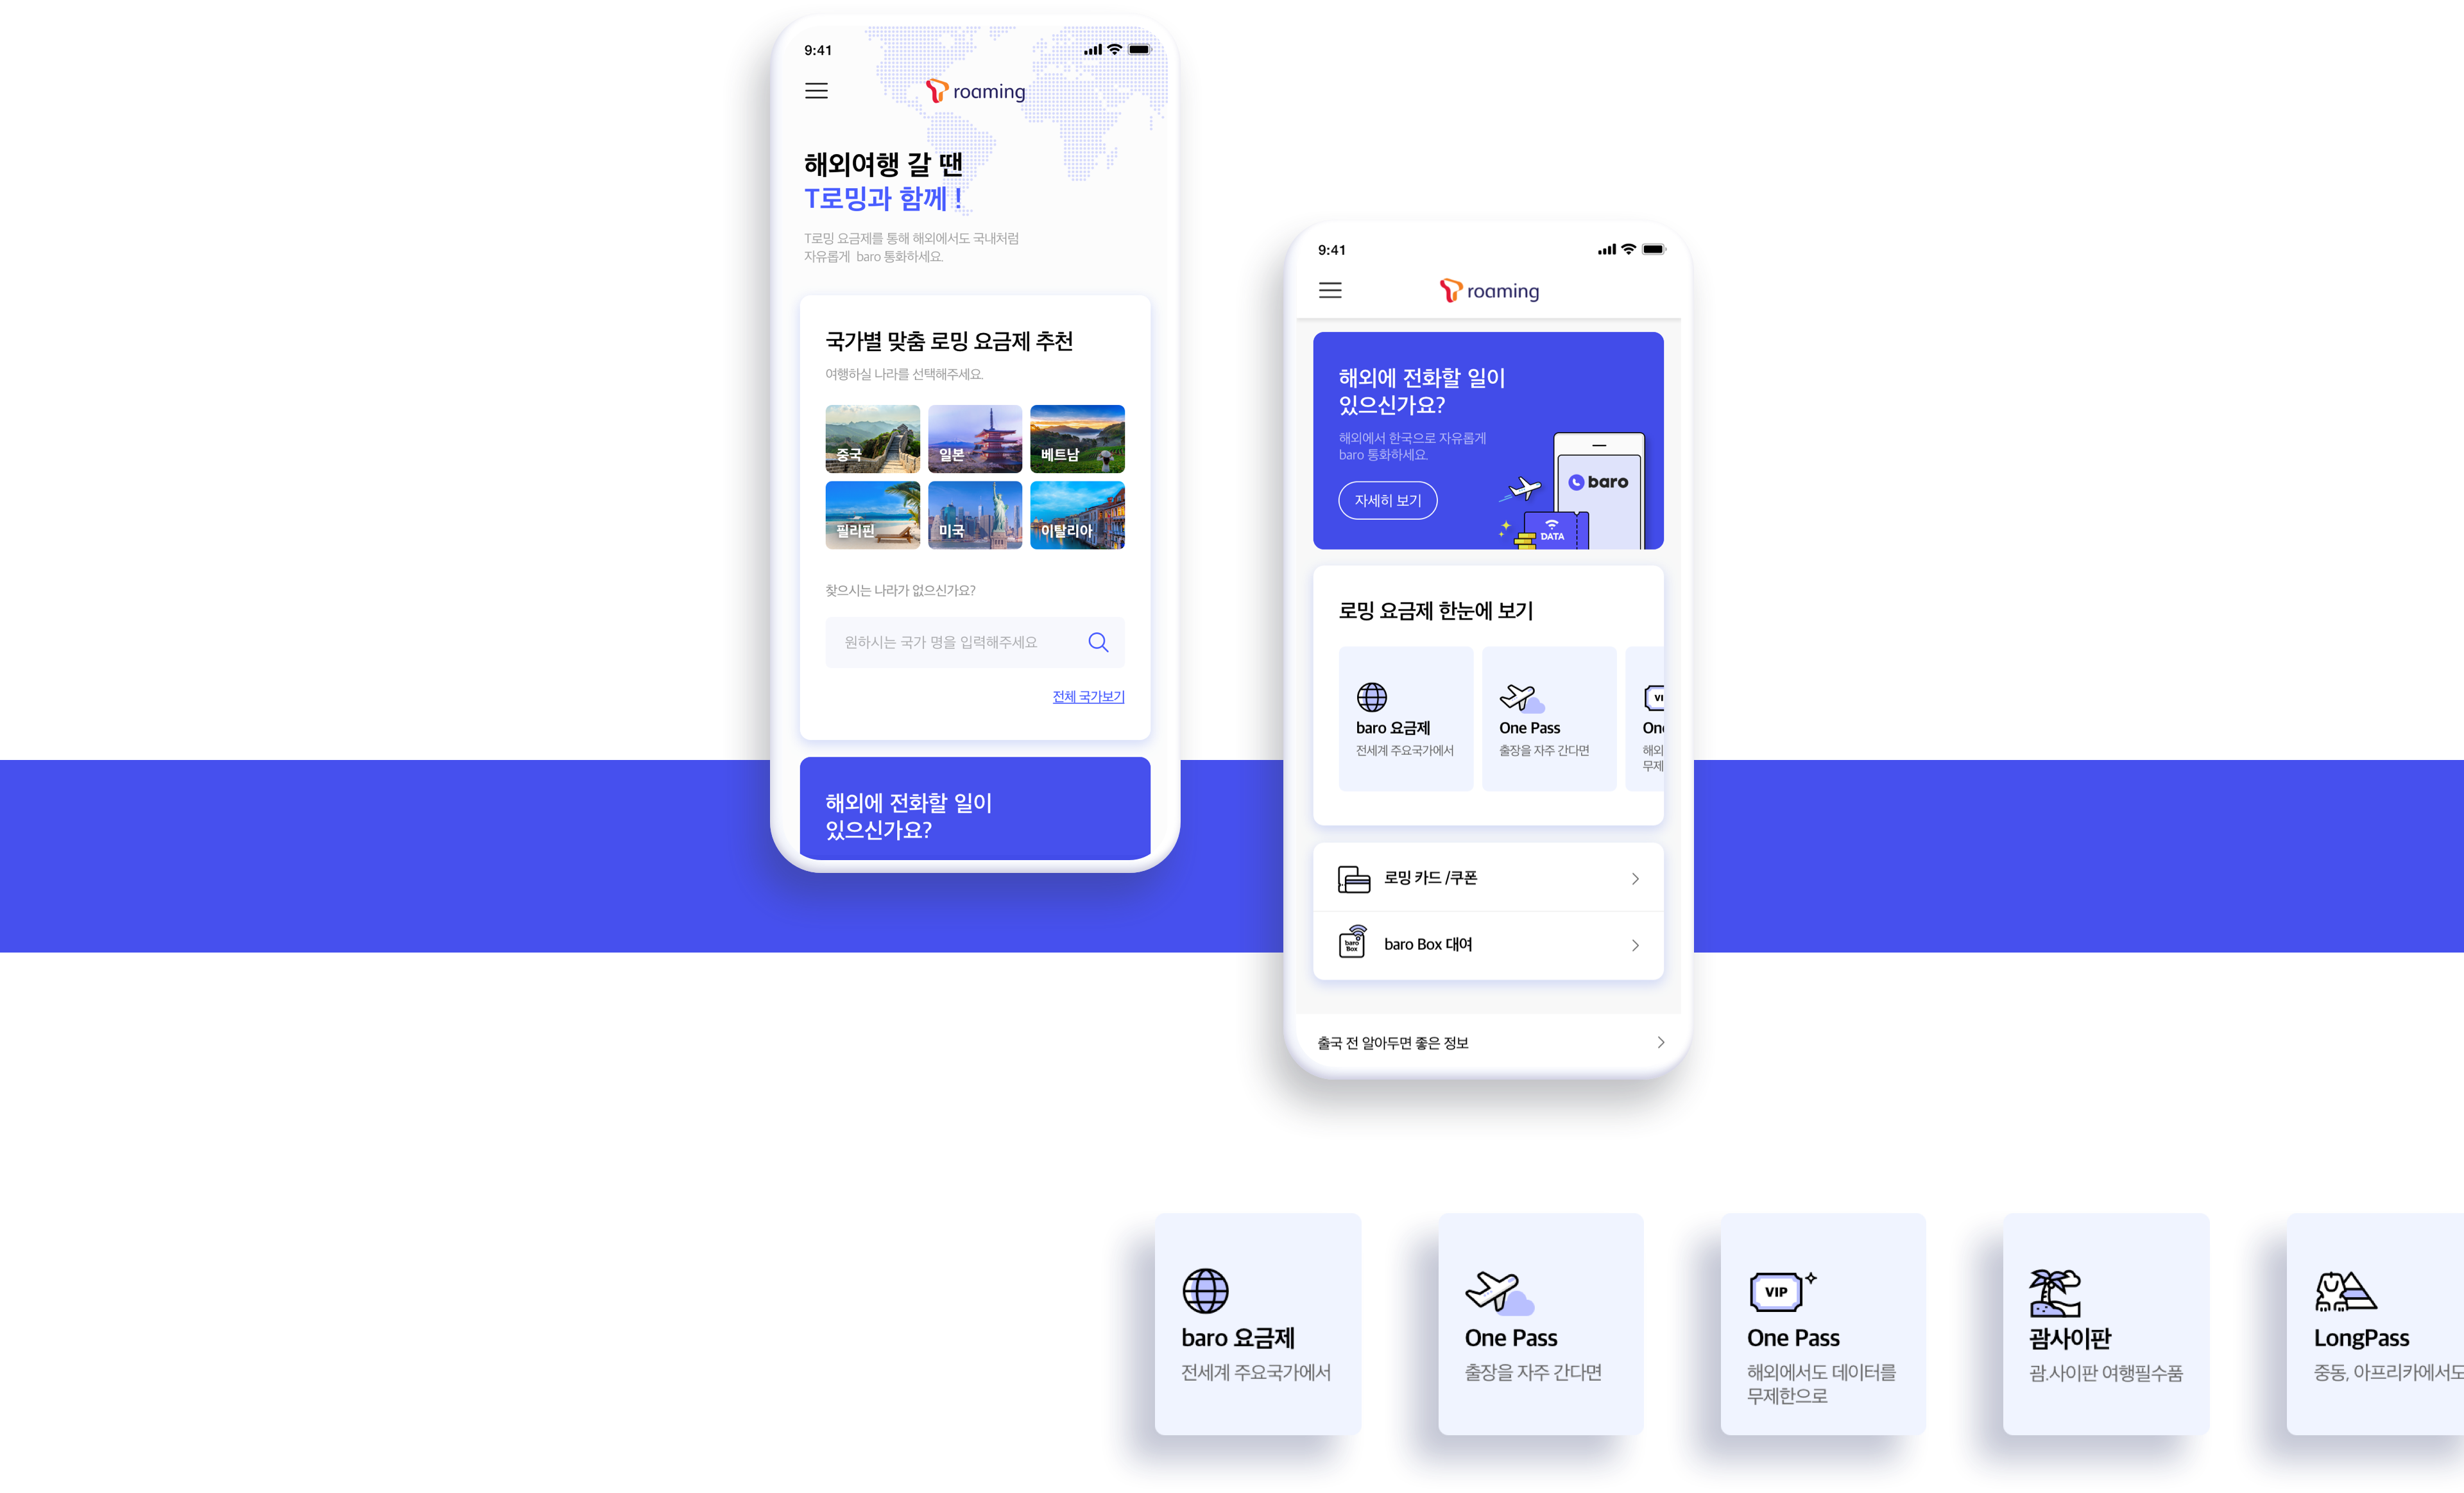 9:41
roaming
해외여행 갈 땐
T로밍과 함께 !
T로밍 요금제를 통해 해외에서도 국내처럼
자유롭게 baro 통화하세요.
국가별 맞춤 로밍 요금제 추천
여행하실 나라를 선택해주세요.
중국
일본
베트남
필리핀
미국
이탈리아
찾으시는 나라가 없으신가요?
원하시는 국가 명을 입력해주세요
전체 국가보기
해외에 전화할 일이
있으신가요?
9:41
roaming
해외에 전화할 일이
있으신가요?
해외에서 한국으로 자유롭게
baro 통화하세요.
자세히 보기
baro
DATA
로밍 요금제 한눈에 보기
baro 요금제
전세계 주요국가에서
One Pass
출장을 자주 간다면
VI
On
해외
무제
로밍 카드 /쿠폰
baro
Box
baro Box 대여
출국 전 알아두면 좋은 정보
baro 요금제
전세계 주요국가에서
One Pass
출장을 자주 간다면
VIP
One Pass
해외에서도 데이터를
무제한으로
괌사이판
괌.사이판 여행필수품
LongPass
중동, 아프리카에서도